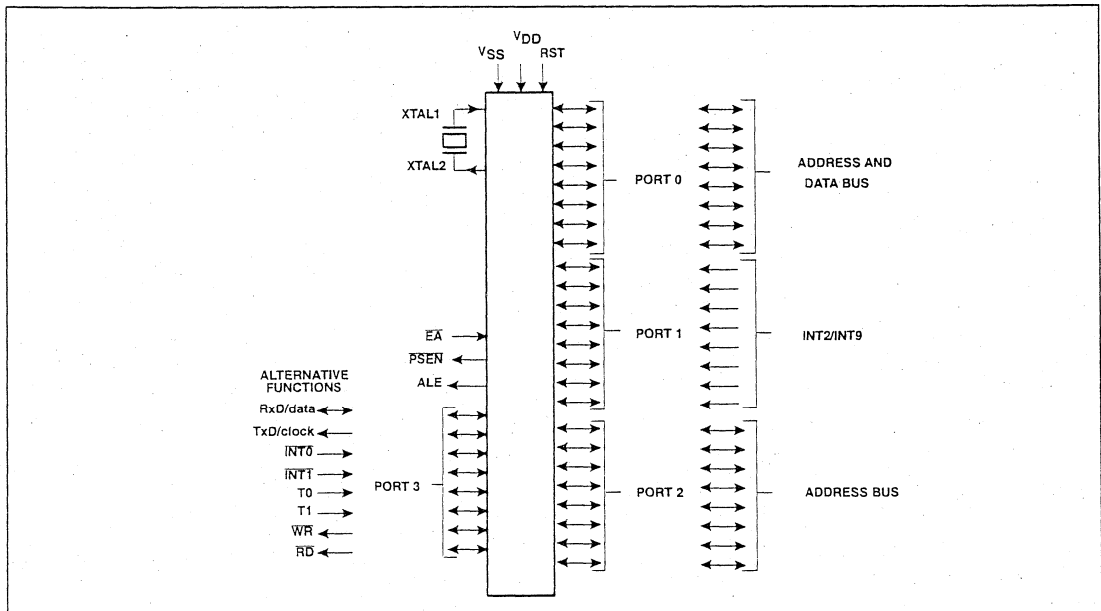 VSS VDD RST
XTAL1
XTAL2
PORT 0
ADDRESS AND
DATA BUS
EA
PSEN
ALE
PORT 1
INT2/INT9
ALTERNATIVE
FUNCTIONS
RxD/data
TxD/clock
INT0
INT1
T0
T1
WR
RD
PORT 3
PORT 2
ADDRESS BUS